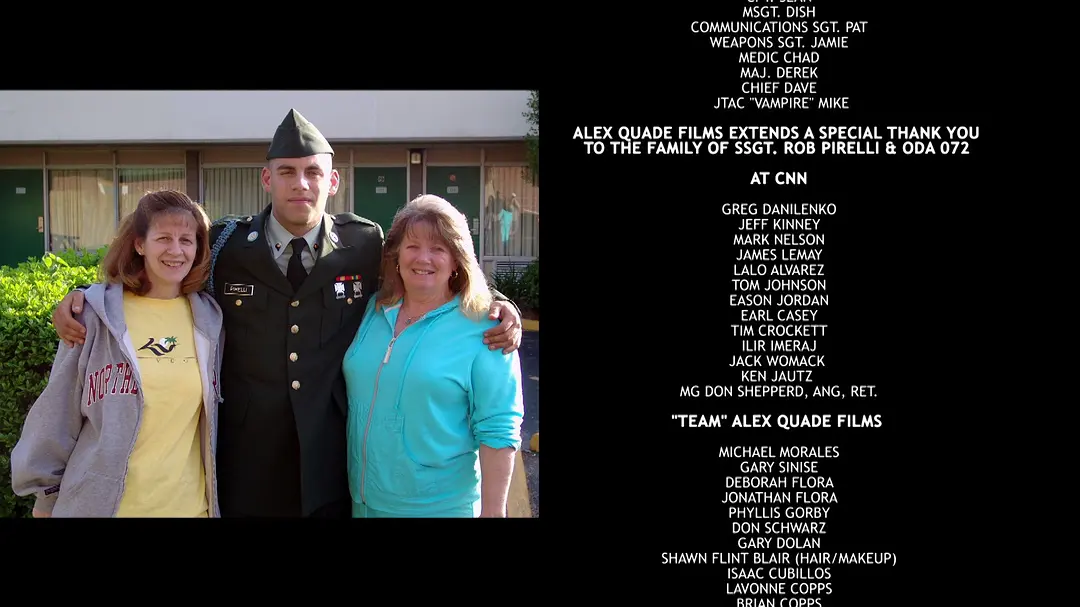 MSGT. DISH
COMMUNICATIONS SGT. PAT
WEAPONS SGT. JAMIE
MEDIC CHAD
MAJ. DEREK
CHIEF DAVE
JTAC "VAMPIRE" MIKE
ALEX QUADE FILMS EXTENDS A SPECIAL THANK YOU
TO THE FAMILY OF SSGT. ROB PIRELLI & ODA 072
AT CNN
GREG DANILENKO
JEFF KINNEY
MARK NELSON
JAMES LEMAY
LALO ALVAREZ
TOM JOHNSON
EASON JORDAN
EARL CASEY
TIM CROCKETT
ILIR IMERAJ
JACK WOMACK
KEN JAUTZ
MG DON SHEPPERD, ANG, RET.
"TEAM" ALEX QUADE FILMS
MICHAEL MORALES
GARY SINISE
DEBORAH FLORA
JONATHAN FLORA
PHYLLIS GORBY
DON SCHWARZ
GARY DOLAN
SHAWN FLINT BLAIR (HAIR/MAKEUP)
ISAAC CUBILLOS
LAVONNE COPPS
BRIAN COPPS
PIRELLI